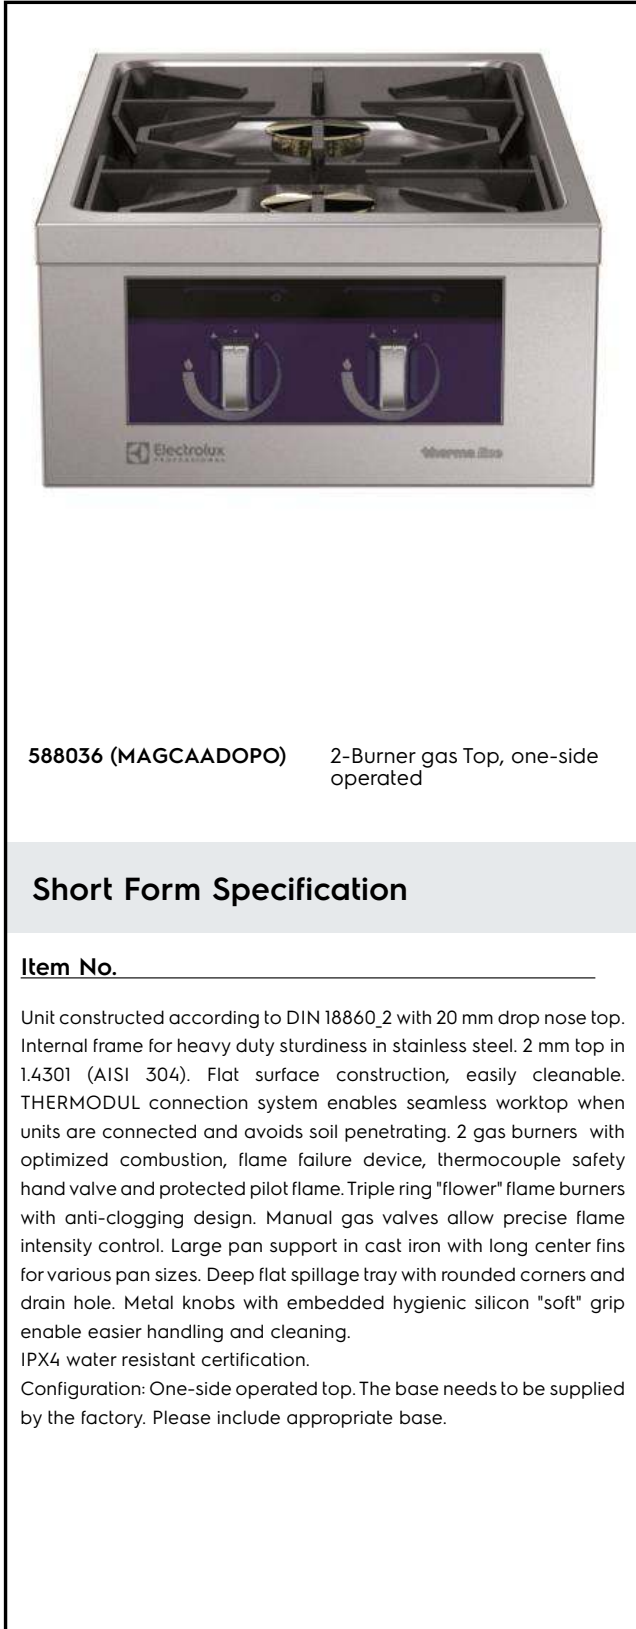 Electrolux
PROFESSIONAL
therma line
588036 (MAGCAADOPO)
2-Burner gas Top, one-side
operated
Short Form Specification
Item No.
Unit constructed according to DIN 18860_2 with 20 mm drop nose top.
Internal frame for heavy duty sturdiness in stainless steel. 2 mm top in
1.4301 (AISI 304). Flat surface construction, easily cleanable.
THERMODUL connection system enables seamless worktop when
units are connected and avoids soil penetrating. 2 gas burners with
optimized combustion, flame failure device, thermocouple safety
hand valve and protected pilot flame. Triple ring "flower" flame burners
with anti-clogging design. Manual gas valves allow precise flame
intensity control. Large pan support in cast iron with long center fins
for various pan sizes. Deep flat spillage tray with rounded corners and
drain hole. Metal knobs with embedded hygienic silicon "soft" grip
enable easier handling and cleaning.
IPX4 water resistant certification.
Configuration: One-side operated top. The base needs to be supplied
by the factory. Please include appropriate base.